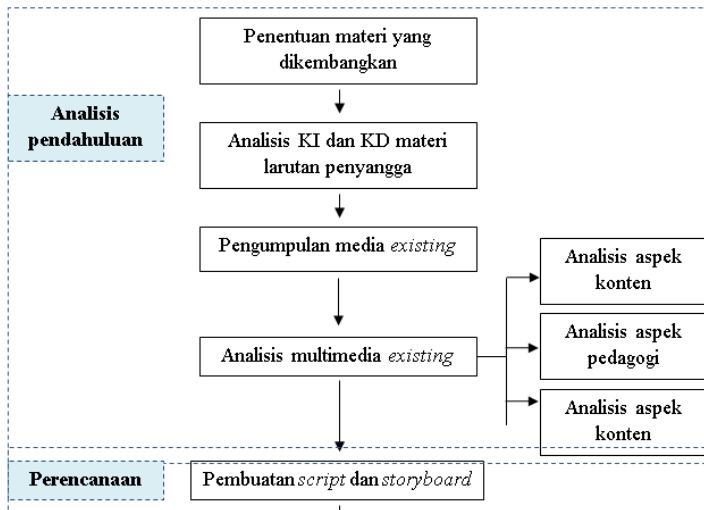 Penentuan materi yang
dikembangkan
Analisis
pendahuluan
Analisis KI dan KD materi
larutan penyangga
Pengumpulan media existing
Analisis aspek
konten
Analisis multimedia existing
Analisis aspek
pedagogi
Analisis aspek
konten
Perencanaan
Pembuatan script dan storyboard